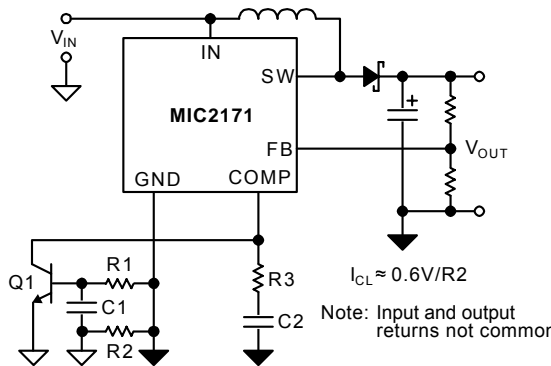 V_IN
IN
SW
MIC2171
FB
V_OUT
GND
COMP
R1
Q1
C1
R2
R3
C2
I_CL ≈ 0.6V/R2
Note: Input and output
returns not common